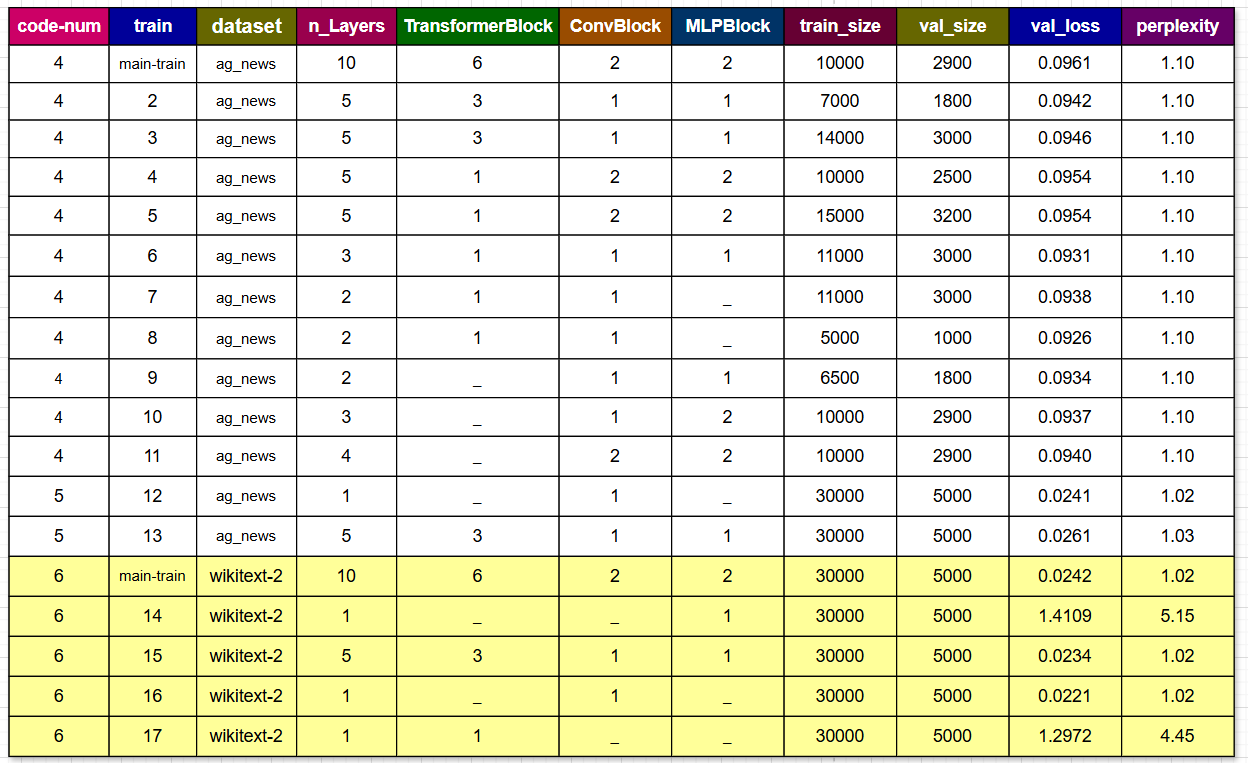 code-num train dataset n_Layers TransformerBlock ConvBlock MLPBlock train_size val_size val_loss perplexity
4 main-train ag_news 10 6 2 2 10000 2900 0.0961 1.10
4 2 ag_news 5 3 1 1 7000 1800 0.0942 1.10
4 3 ag_news 5 3 1 1 14000 3000 0.0946 1.10
4 4 ag_news 5 1 2 2 10000 2500 0.0954 1.10
4 5 ag_news 5 1 2 2 15000 3200 0.0954 1.10
4 6 ag_news 3 1 1 1 11000 3000 0.0931 1.10
4 7 ag_news 2 1 1 _ 11000 3000 0.0938 1.10
4 8 ag_news 2 1 1 _ 5000 1000 0.0926 1.10
4 9 ag_news 2 _ 1 1 6500 1800 0.0934 1.10
4 10 ag_news 3 _ 1 2 10000 2900 0.0937 1.10
4 11 ag_news 4 _ 2 2 10000 2900 0.0940 1.10
5 12 ag_news 1 _ 1 _ 30000 5000 0.0241 1.02
5 13 ag_news 5 3 1 1 30000 5000 0.0261 1.03
6 main-train wikitext-2 10 6 2 2 30000 5000 0.0242 1.02
6 14 wikitext-2 1 _ _ 1 30000 5000 1.4109 5.15
6 15 wikitext-2 5 3 1 1 30000 5000 0.0234 1.02
6 16 wikitext-2 1 _ 1 _ 30000 5000 0.0221 1.02
6 17 wikitext-2 1 1 _ _ 30000 5000 1.2972 4.45